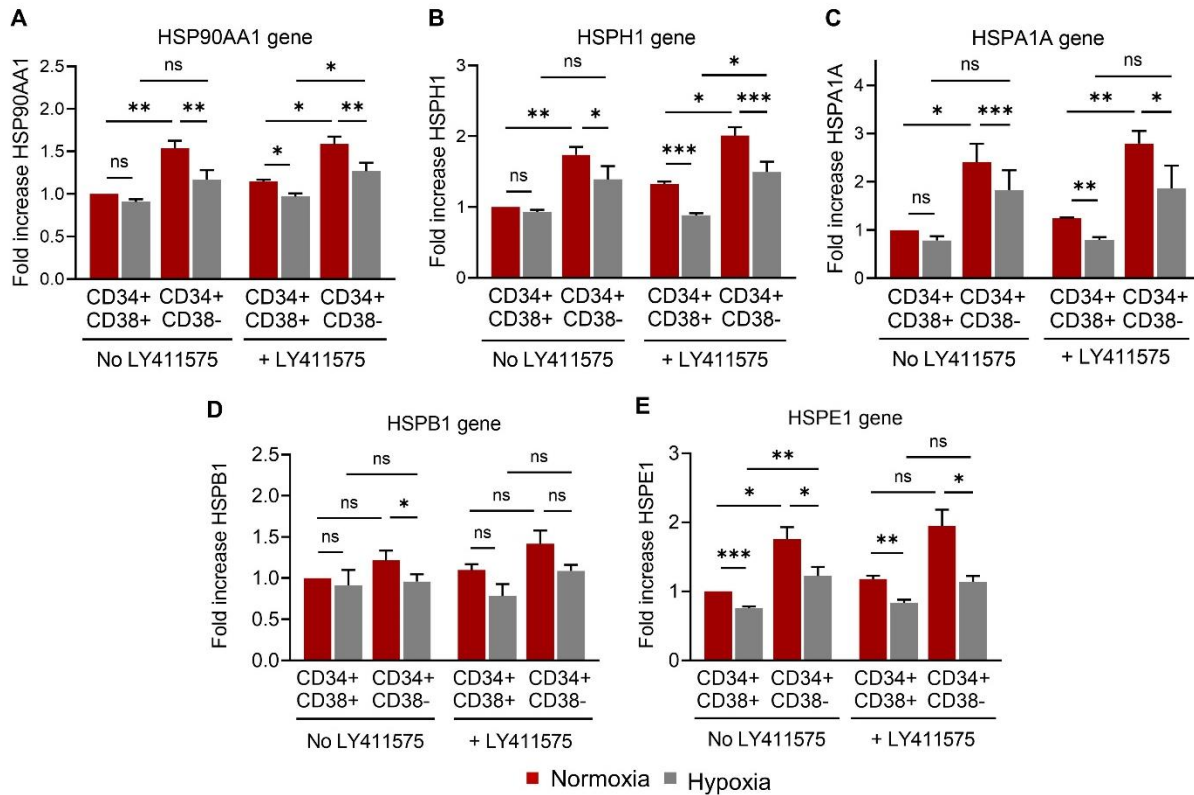 A
HSP90AA1 gene
Fold increase HSP90AA1
2.5
2.0
1.5
1.0
0.5
0.0
ns
*
**
**
*
**
ns
*
CD34+ CD34+ CD34+ CD34+
CD38+ CD38- CD38+ CD38-
No LY411575 + LY411575
B
HSPH1 gene
Fold increase HSPH1
3
2
1
0
ns
*
**
*
*
***
ns
***
CD34+ CD34+ CD34+ CD34+
CD38+ CD38- CD38+ CD38-
No LY411575 + LY411575
C
HSPA1A gene
Fold increase HSPA1A
4
3
2
1
0
ns
ns
*
***
**
*
ns
**
CD34+ CD34+ CD34+ CD34+
CD38+ CD38- CD38+ CD38-
No LY411575 + LY411575
D
HSPB1 gene
Fold increase HSPB1
2.5
2.0
1.5
1.0
0.5
0.0
ns
ns
ns
*
ns
ns
ns
ns
CD34+ CD34+ CD34+ CD34+
CD38+ CD38- CD38+ CD38-
No LY411575 + LY411575
E
HSPE1 gene
Fold increase HSPE1
3
2
1
0
**
ns
*
*
ns
*
***
**
CD34+ CD34+ CD34+ CD34+
CD38+ CD38- CD38+ CD38-
No LY411575 + LY411575
Normoxia Hypoxia